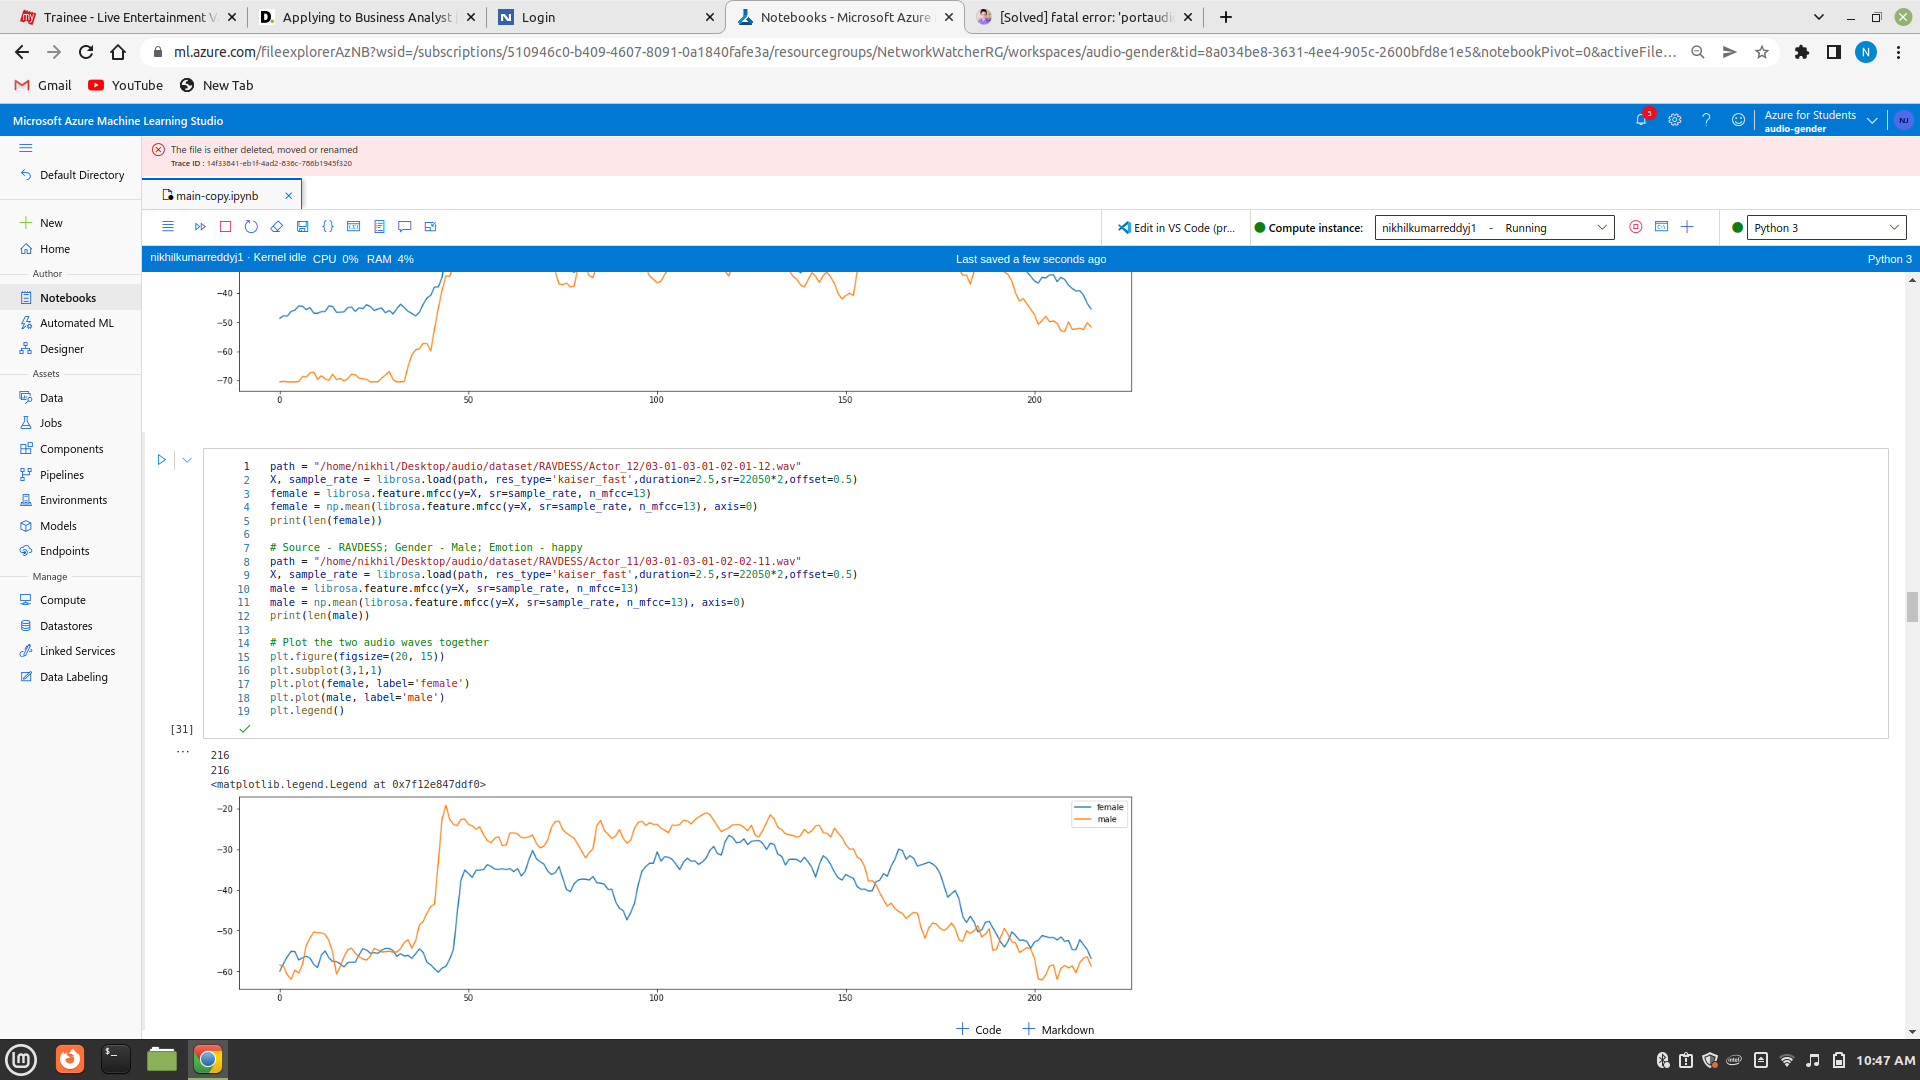 Trainee - Live Entertainment V
Applying to Business Analyst
Login
Notebooks - Microsoft Azure
[Solved] fatal error: 'portaudi
ml.azure.com/fileexplorerAzNB?wsid=/subscriptions/510946c0-b409-4607-8091-0a1840fafe3a/resourcegroups/NetworkWatcherRG/workspaces/audio-gender&tid=8a034be8-3631-4ee4-905c-2600bfd8e1e5&notebookPivot=0&activeFile...
N
Gmail
YouTube
New Tab
Microsoft Azure Machine Learning Studio
5
Azure for Students
audio-gender
NJ
The file is either deleted, moved or renamed
Trace ID : 14f33841-eb1f-4ad2-836c-786b1945f320
Default Directory
New
Home
Author
Notebooks
Automated ML
Designer
Assets
Data
Jobs
Components
Pipelines
Environments
Models
Endpoints
Manage
Compute
Datastores
Linked Services
Data Labeling
main-copy.ipynb
Edit in VS Code (pr...
Compute instance:
nikhilkumarreddyj1 - Running
Python 3
nikhilkumarreddyj1 · Kernel idle CPU 0% RAM 4%
Last saved a few seconds ago
Python 3
−40
−50
−60
−70
0 50 100 150 200
1 path = "/home/nikhil/Desktop/audio/dataset/RAVDESS/Actor_12/03-01-03-01-02-01-12.wav"
2 X, sample_rate = librosa.load(path, res_type='kaiser_fast',duration=2.5,sr=22050*2,offset=0.5)
3 female = librosa.feature.mfcc(y=X, sr=sample_rate, n_mfcc=13)
4 female = np.mean(librosa.feature.mfcc(y=X, sr=sample_rate, n_mfcc=13), axis=0)
5 print(len(female))
6
7 # Source - RAVDESS; Gender - Male; Emotion - happy
8 path = "/home/nikhil/Desktop/audio/dataset/RAVDESS/Actor_11/03-01-03-01-02-02-11.wav"
9 X, sample_rate = librosa.load(path, res_type='kaiser_fast',duration=2.5,sr=22050*2,offset=0.5)
10 male = librosa.feature.mfcc(y=X, sr=sample_rate, n_mfcc=13)
11 male = np.mean(librosa.feature.mfcc(y=X, sr=sample_rate, n_mfcc=13), axis=0)
12 print(len(male))
13
14 # Plot the two audio waves together
15 plt.figure(figsize=(20, 15))
16 plt.subplot(3,1,1)
17 plt.plot(female, label='female')
18 plt.plot(male, label='male')
19 plt.legend()
[31]
216
216
<matplotlib.legend.Legend at 0x7f12e847ddf0>
−20
−30
−40
−50
−60
female
male
0 50 100 150 200
Code
Markdown
10:47 AM